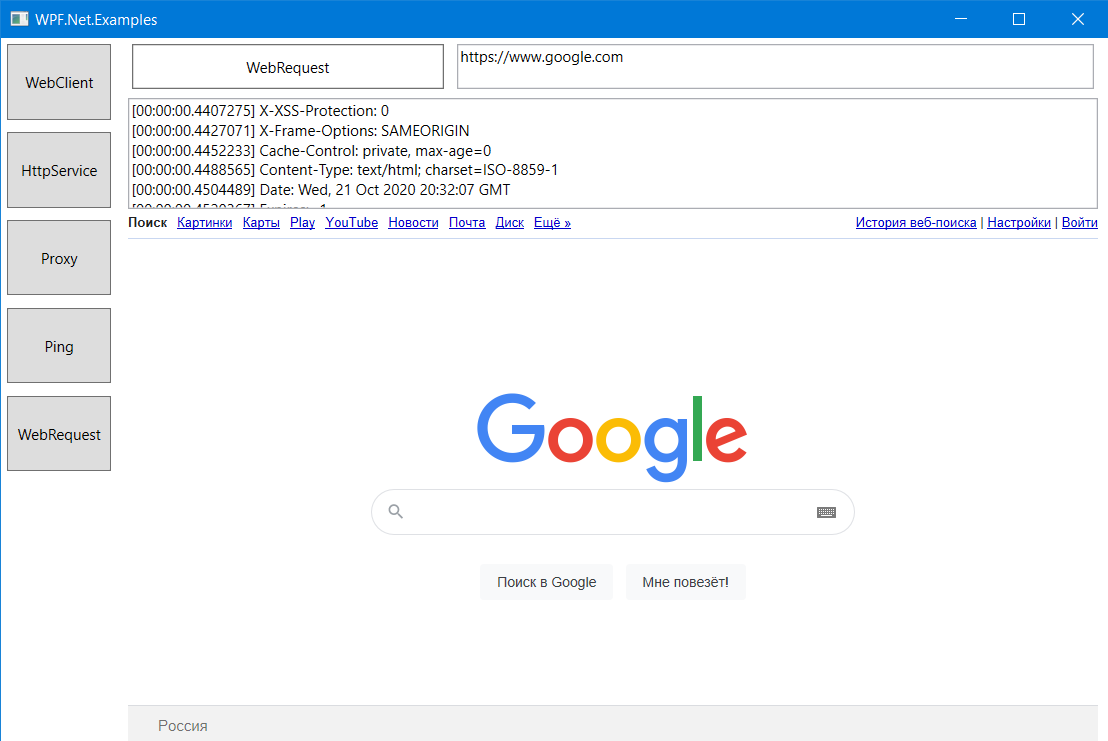 WPF.Net.Examples
WebClient
HttpService
Proxy
Ping
WebRequest
WebRequest
https://www.google.com
[00:00:00.4407275] X-XSS-Protection: 0
[00:00:00.4427071] X-Frame-Options: SAMEORIGIN
[00:00:00.4452233] Cache-Control: private, max-age=0
[00:00:00.4488565] Content-Type: text/html; charset=ISO-8859-1
[00:00:00.4504489] Date: Wed, 21 Oct 2020 20:32:07 GMT
Поиск Картинки Карты Play YouTube Новости Почта Диск Ещё » История веб-поиска | Настройки | Войти
Google
Поиск в Google Мне повезёт!
Россия